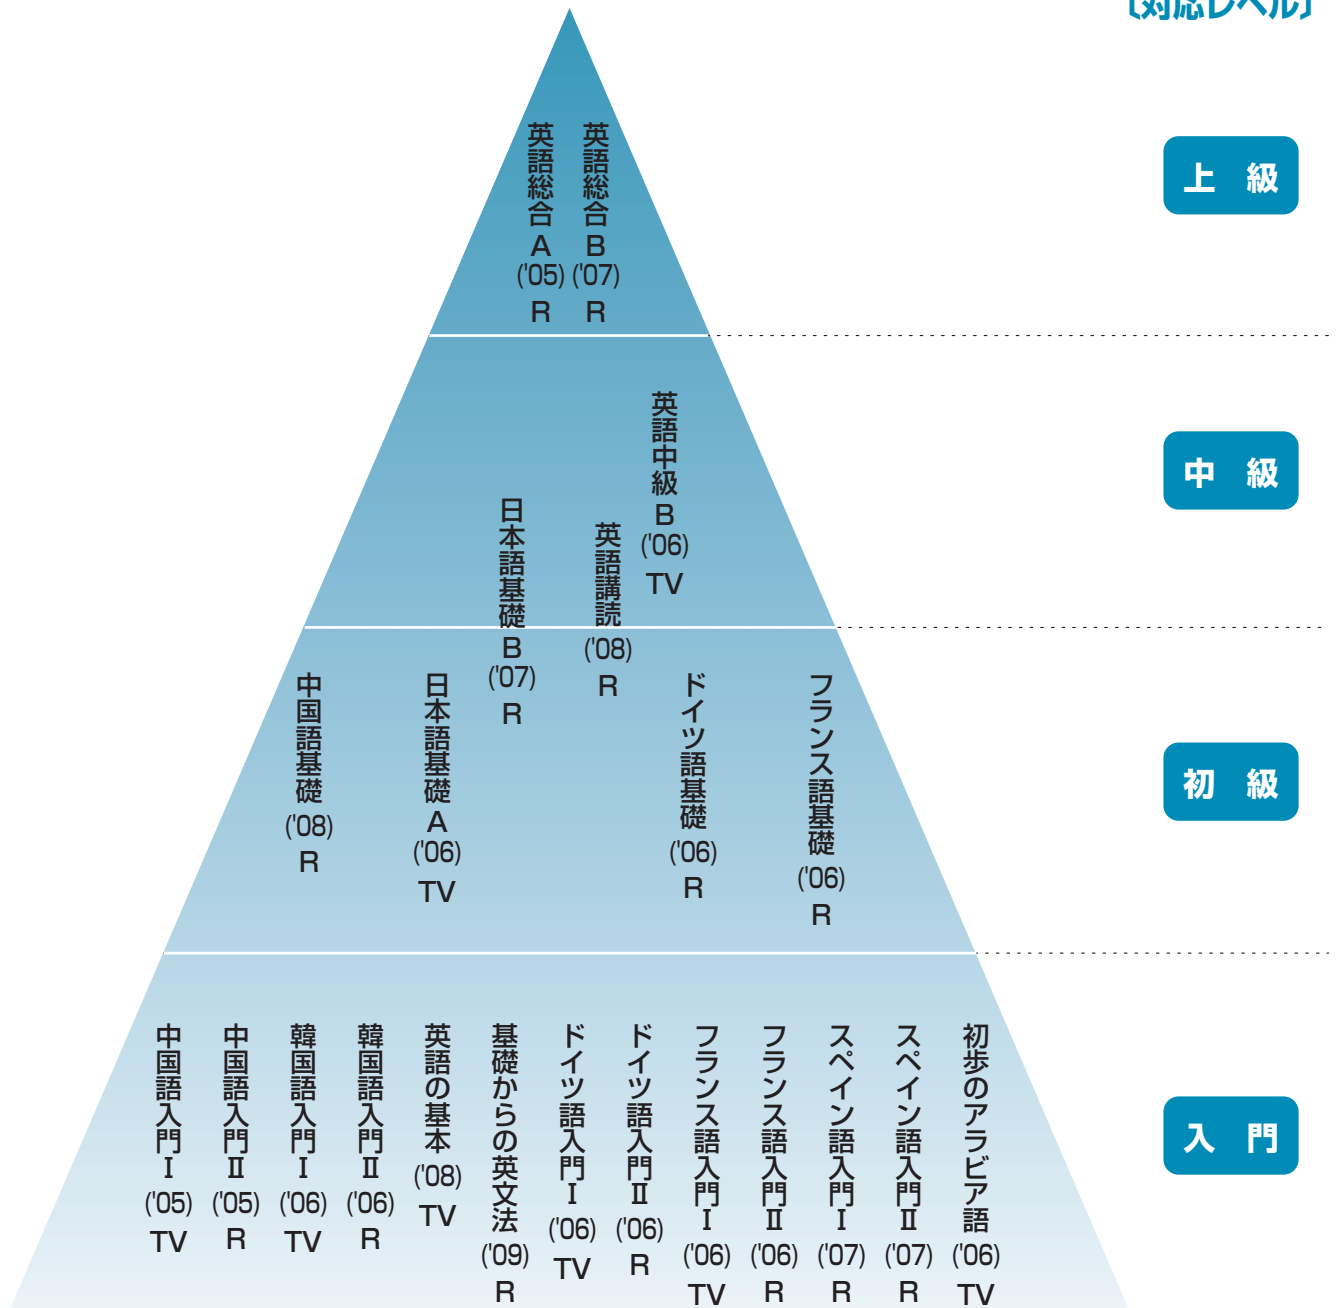 〔対応レベル〕
英語総合A('05) R
英語総合B('07) R
上 級
英語中級B('06) TV
日本語基礎B('07) R
英語講読('08) R
中 級
中国語基礎('08) R
日本語基礎A('06) TV
ドイツ語基礎('06) R
フランス語基礎('06) R
初 級
中国語入門Ⅰ('05) TV
中国語入門Ⅱ('05) R
韓国語入門Ⅰ('06) TV
韓国語入門Ⅱ('06) R
英語の基本('08) TV
基礎からの英文法('09) R
ドイツ語入門Ⅰ('06) TV
ドイツ語入門Ⅱ('06) R
フランス語入門Ⅰ('06) TV
フランス語入門Ⅱ('06) R
スペイン語入門Ⅰ('07) R
スペイン語入門Ⅱ('07) R
初歩のアラビア語('06) TV
入 門